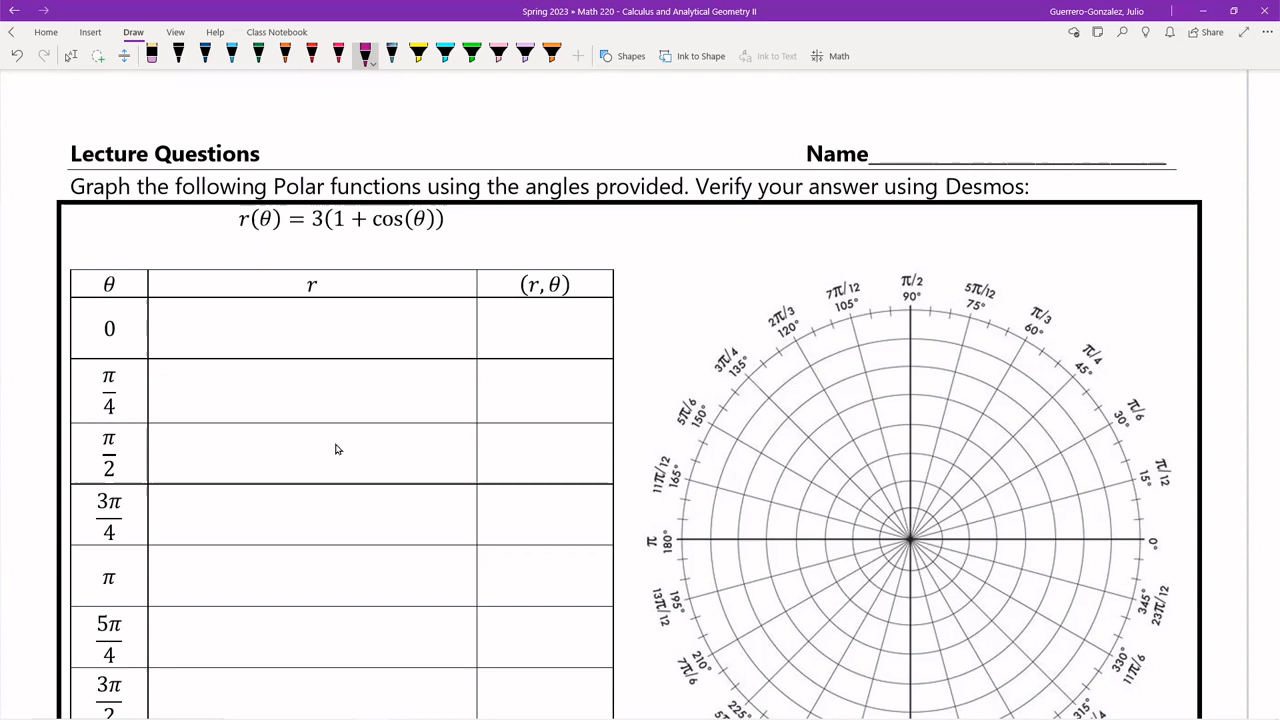 Spring 2023 » Math 220 - Calculus and Analytical Geometry II
Guerrero-Gonzalez, Julio
Home Insert Draw View Help Class Notebook
Share
Shapes Ink to Shape Ink to Text Math
Lecture Questions
Name
Graph the following Polar functions using the angles provided. Verify your answer using Desmos:
r(θ) = 3(1 + cos(θ))
θ r (r, θ)
0
π/4
π/2
3π/4
π
5π/4
3π/2
π/2
90°
5π/12
75°
π/3
60°
π/4
45°
π/6
30°
π/12
15°
0°
345°
23π/12
330°
11π/6
315°
7π/12
105°
2π/3
120°
3π/4
135°
5π/6
150°
11π/12
165°
π
180°
195°
13π/12
210°
7π/6
225°